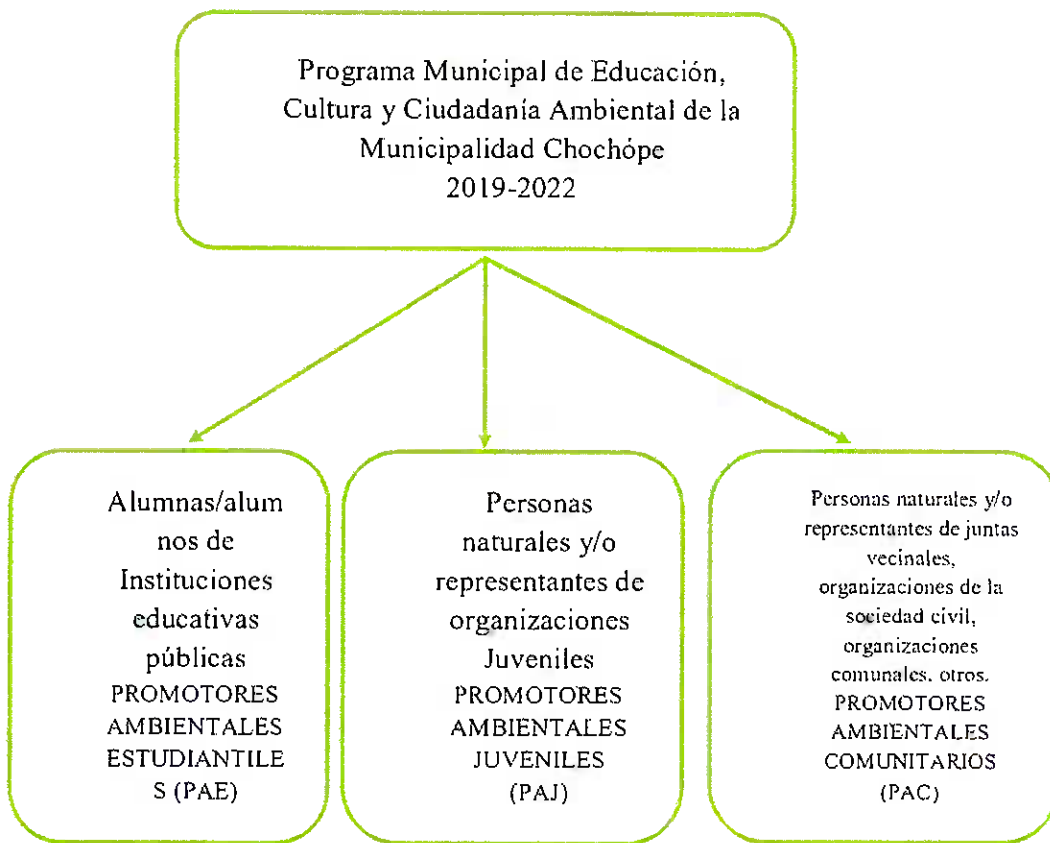 Programa Municipal de Educación,
Cultura y Ciudadanía Ambiental de la
Municipalidad Chochópe
2019-2022
Alumnas/alum
nos de
Instituciones
educativas
públicas
PROMOTORES
AMBIENTALES
ESTUDIANTILE
S (PAE)
Personas
naturales y/o
representantes de
organizaciones
Juveniles
PROMOTORES
AMBIENTALES
JUVENILES
(PAJ)
Personas naturales y/o
representantes de juntas
vecinales,
organizaciones de la
sociedad civil,
organizaciones
comunales. otros.
PROMOTORES
AMBIENTALES
COMUNITARIOS
(PAC)